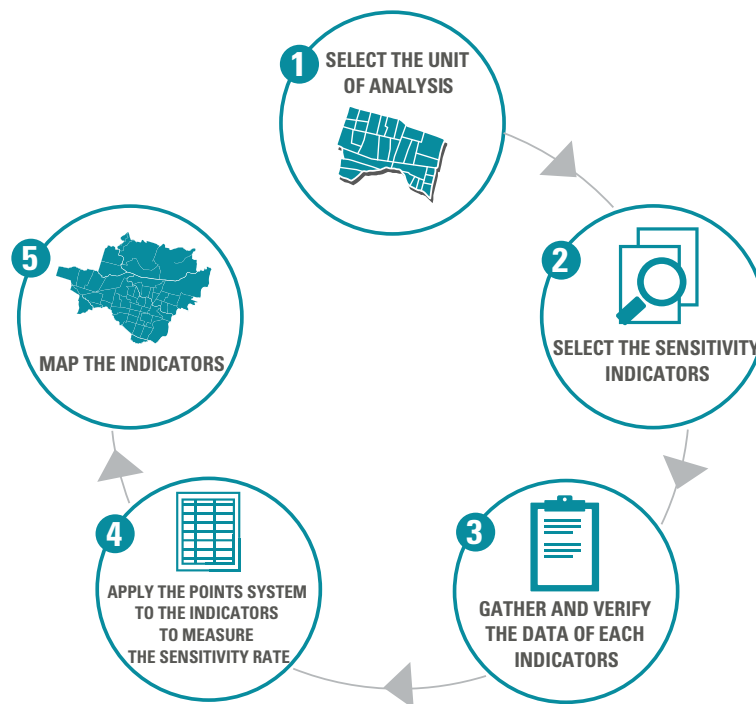 1
SELECT THE UNIT
OF ANALYSIS
2
SELECT THE SENSITIVITY
INDICATORS
3
GATHER AND VERIFY
THE DATA OF EACH
INDICATORS
4
APPLY THE POINTS SYSTEM
TO THE INDICATORS
TO MEASURE
THE SENSITIVITY RATE
5
MAP THE INDICATORS